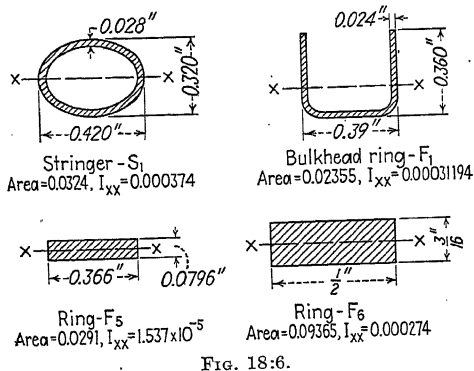 0.028"
0.320"
X X
0.420"
Stringer-S1
Area=0.0324, Ixx=0.000374
0.024"
0.360"
X X
0.39"
Bulkhead ring-F1
Area=0.02355, Ixx=0.00031194
X X
0.366"
0.0796"
Ring-F5
Area=0.0291, Ixx=1.537x10^-5
X X
3/16"
1/2"
Ring-F6
Area=0.09365, Ixx=0.000274
FIG. 18:6.